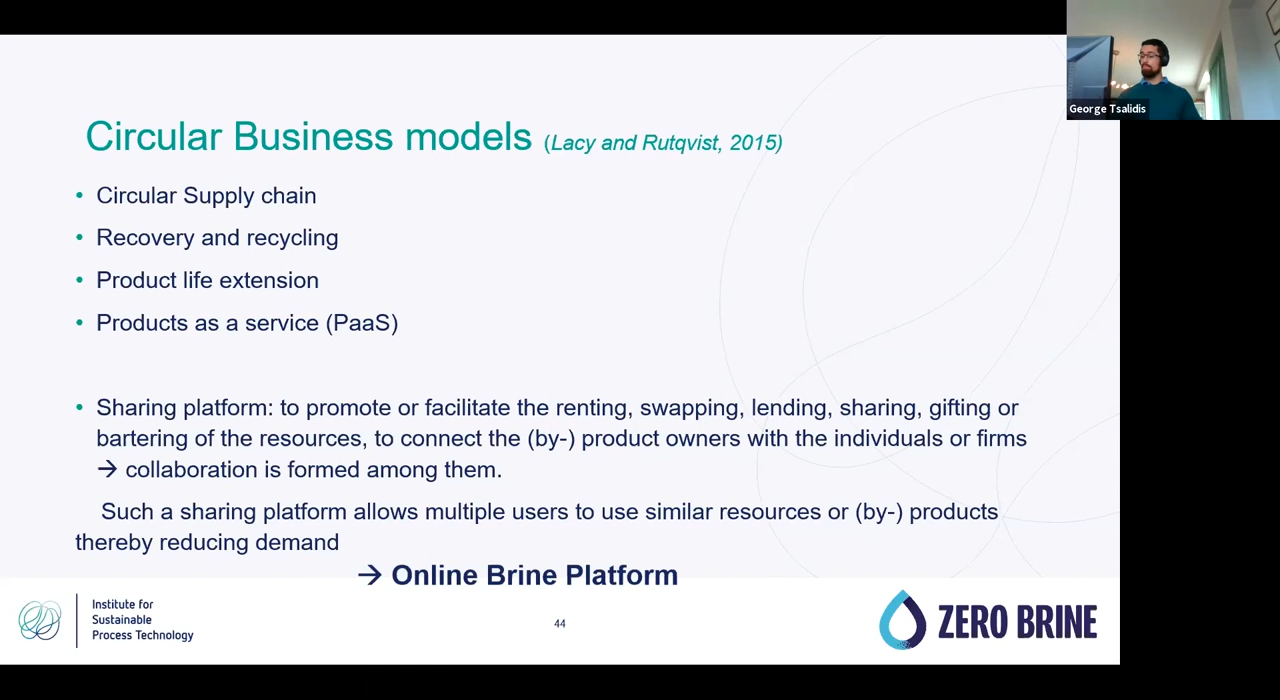 George Tsalidis
Circular Business models (Lacy and Rutqvist, 2015)
• Circular Supply chain
• Recovery and recycling
• Product life extension
• Products as a service (PaaS)
• Sharing platform: to promote or facilitate the renting, swapping, lending, sharing, gifting or
bartering of the resources, to connect the (by-) product owners with the individuals or firms
→ collaboration is formed among them.
Such a sharing platform allows multiple users to use similar resources or (by-) products
thereby reducing demand
→ Online Brine Platform
Institute for
Sustainable
Process Technology
44
ZERO BRINE